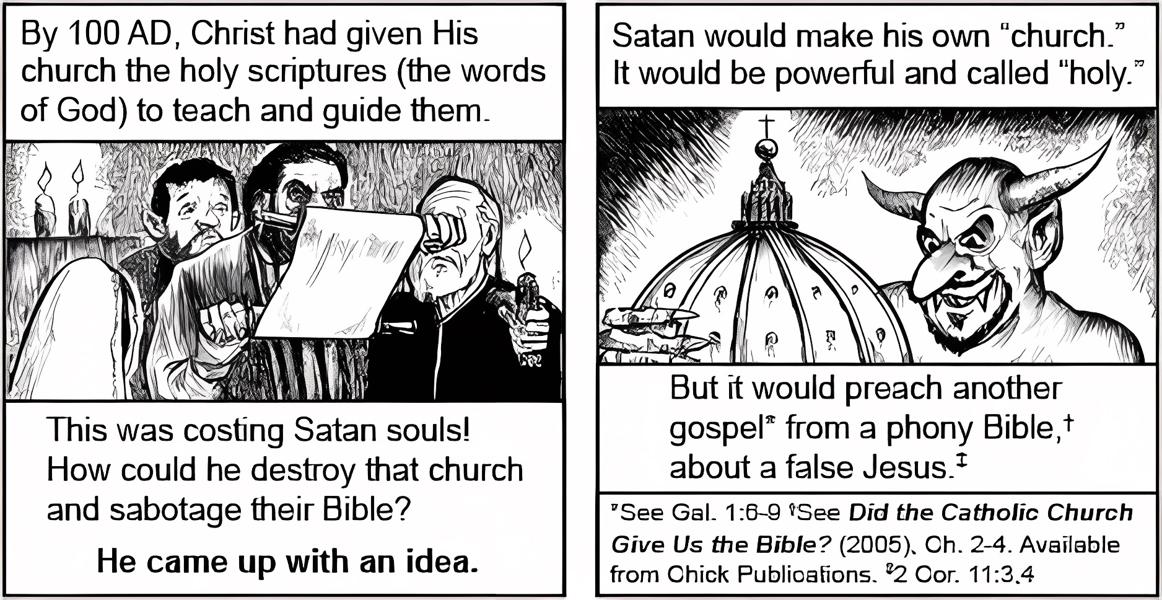 By 100 AD, Christ had given His
church the holy scriptures (the words
of God) to teach and guide them.
This was costing Satan souls!
How could he destroy that church
and sabotage their Bible?
He came up with an idea.
Satan would make his own “church.”
It would be powerful and called “holy.”
But it would preach another
gospel* from a phony Bible,†
about a false Jesus.‡
*See Gal. 1:6-9 †See Did the Catholic Church
Give Us the Bible? (2005), Ch. 2-4. Available
from Chick Publications. ‡2 Cor. 11:3,4